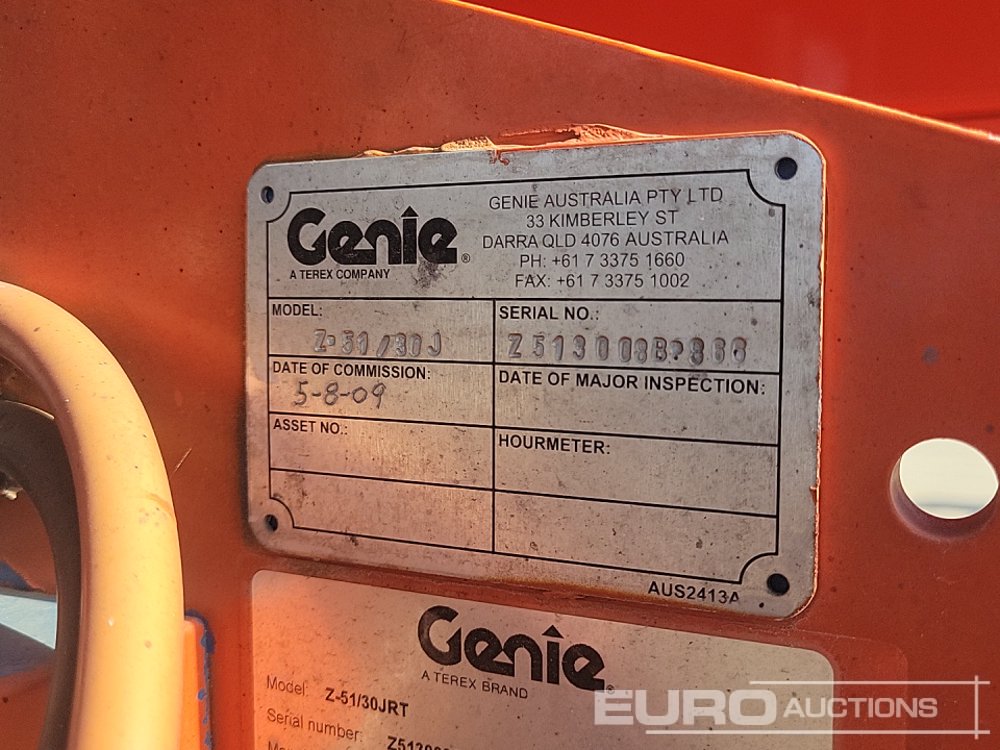 Genie®
A TEREX COMPANY
GENIE AUSTRALIA PTY LTD
33 KIMBERLEY ST
DARRA QLD 4076 AUSTRALIA
PH: +61 7 3375 1660
FAX: +61 7 3375 1002
MODEL:
Z-51/30J
SERIAL NO.:
DATE OF COMMISSION:
5-8-09
DATE OF MAJOR INSPECTION:
ASSET NO.:
HOURMETER:
AUS2413A
Genie®
A TEREX BRAND
Model: Z-51/30JRT
Serial number:
EURO AUCTIONS